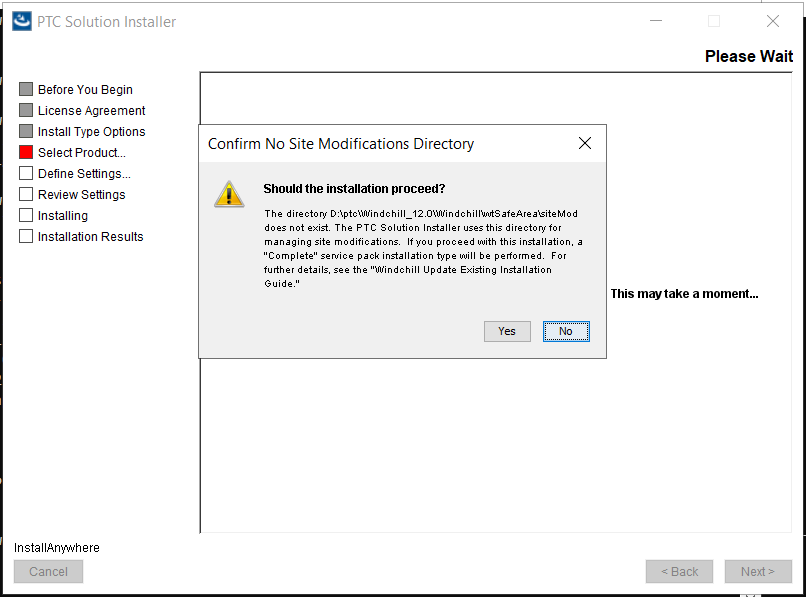 PTC Solution Installer
Please Wait
Before You Begin
License Agreement
Install Type Options
Select Product...
Define Settings...
Review Settings
Installing
Installation Results
Confirm No Site Modifications Directory
Should the installation proceed?
The directory D:\ptc\Windchill_12.0\Windchill\wtSafeArea\siteMod
does not exist. The PTC Solution Installer uses this directory for
managing site modifications.  If you proceed with this installation, a
"Complete" service pack installation type will be performed.  For
further details, see the "Windchill Update Existing Installation
Guide."
Yes
No
This may take a moment...
InstallAnywhere
Cancel
< Back
Next >